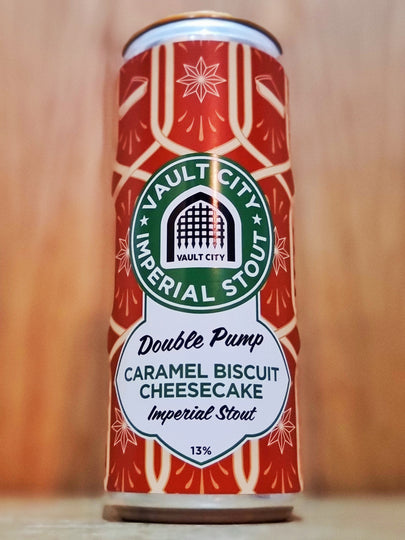 VAULT CITY
IMPERIAL STOUT
VAULT CITY
Double Pump
CARAMEL BISCUIT
CHEESECAKE
Imperial Stout
13%